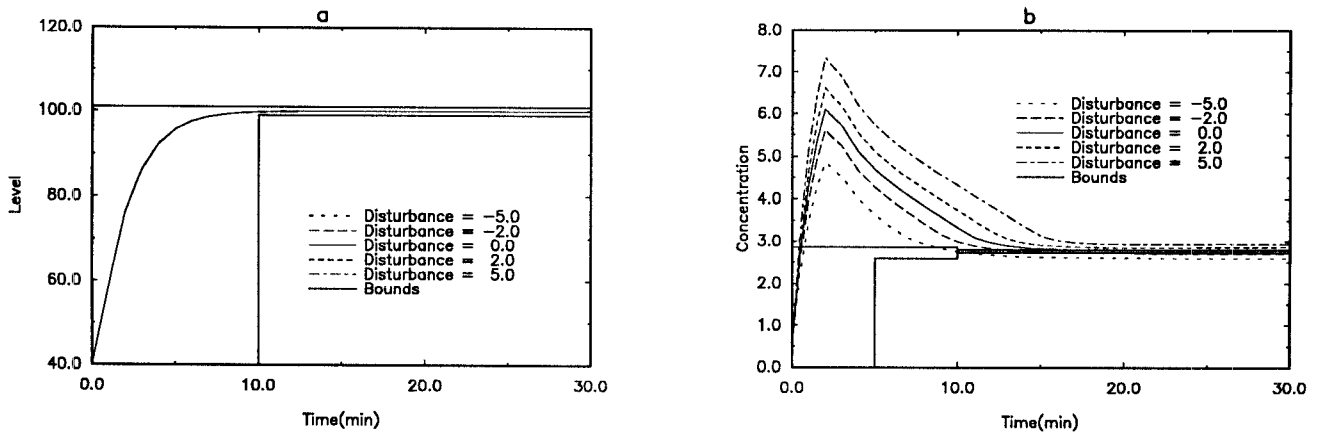 a
120.0
100.0
80.0
60.0
40.0
Level
Disturbance = -5.0
Disturbance = -2.0
Disturbance = 0.0
Disturbance = 2.0
Disturbance = 5.0
Bounds
0.0 10.0 20.0 30.0
Time(min)
b
8.0
7.0
6.0
5.0
4.0
3.0
2.0
1.0
0.0
Concentration
Disturbance = -5.0
Disturbance = -2.0
Disturbance = 0.0
Disturbance = 2.0
Disturbance = 5.0
Bounds
0.0 10.0 20.0 30.0
Time(min)